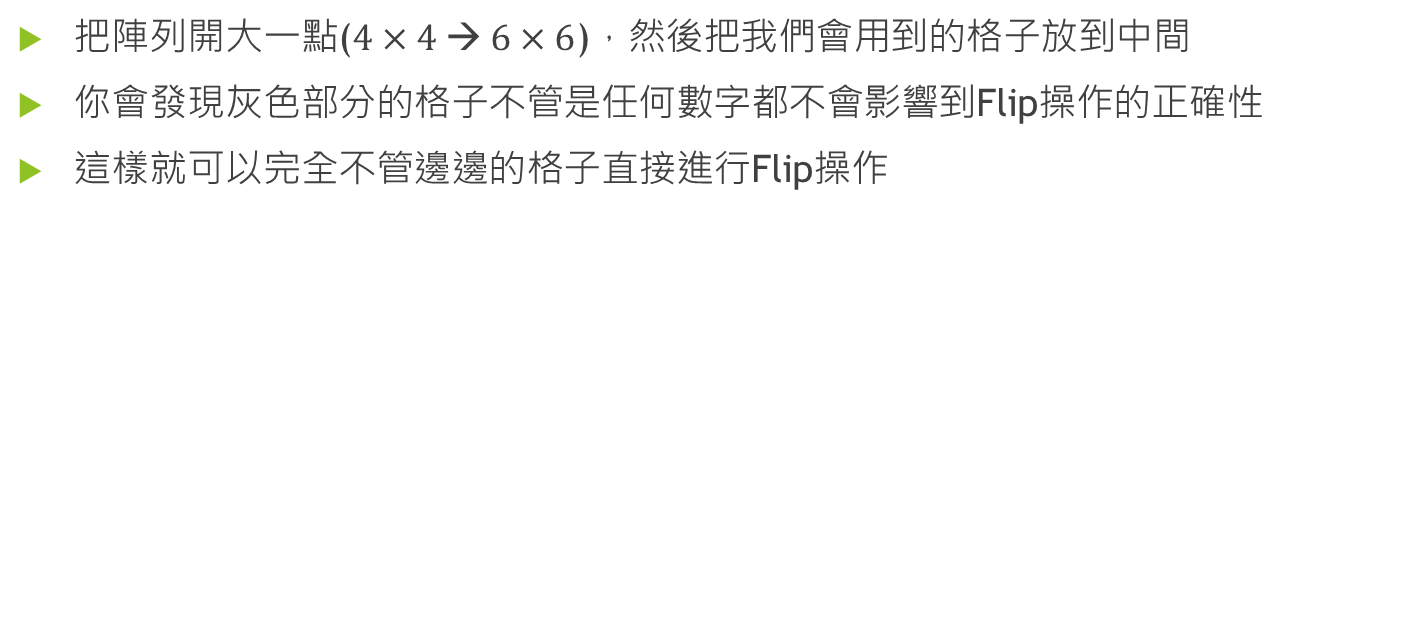 把陣列開大一點(4 × 4 → 6 × 6)，然後把我們會用到的格子放到中間
你會發現灰色部分的格子不管是任何數字都不會影響到Flip操作的正確性
這樣就可以完全不管邊邊的格子直接進行Flip操作